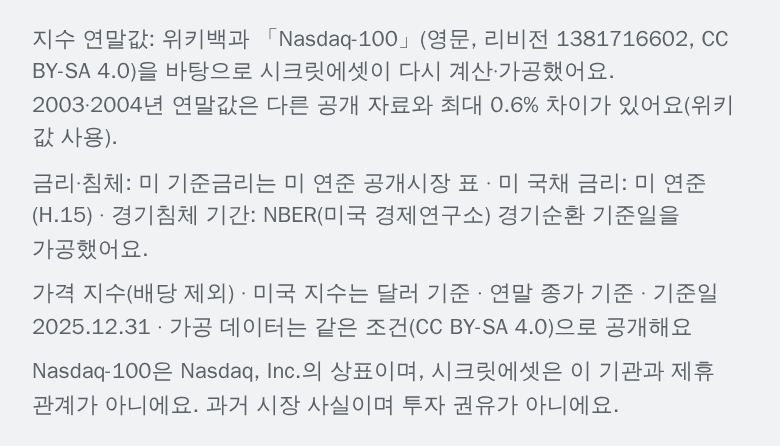 지수 연말값: 위키백과 「Nasdaq-100」(영문, 리비전 1381716602, CC
BY-SA 4.0)을 바탕으로 시크릿에셋이 다시 계산·가공했어요.
2003·2004년 연말값은 다른 공개 자료와 최대 0.6% 차이가 있어요(위키
값 사용).
금리·침체: 미 기준금리는 미 연준 공개시장 표 · 미 국채 금리: 미 연준
(H.15) · 경기침체 기간: NBER(미국 경제연구소) 경기순환 기준일을
가공했어요.
가격 지수(배당 제외) · 미국 지수는 달러 기준 · 연말 종가 기준 · 기준일
2025.12.31 · 가공 데이터는 같은 조건(CC BY-SA 4.0)으로 공개해요
Nasdaq-100은 Nasdaq, Inc.의 상표이며, 시크릿에셋은 이 기관과 제휴
관계가 아니에요. 과거 시장 사실이며 투자 권유가 아니에요.